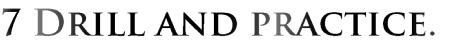 7 Drill and practice.